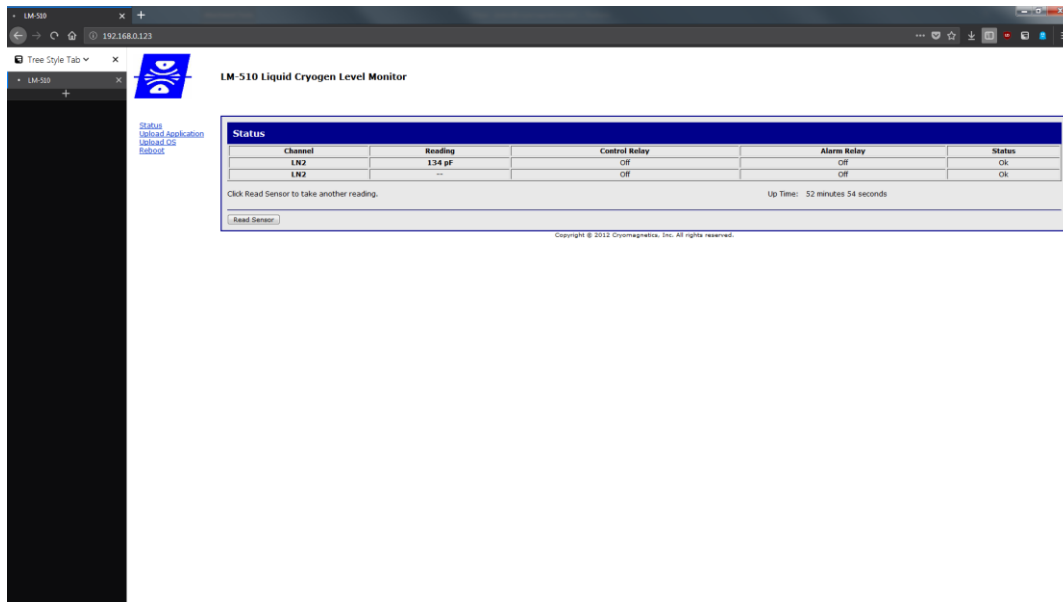 LM-510
192.168.0.123
Tree Style Tab
LM-510
LM-510 Liquid Cryogen Level Monitor
Status
Upload Application
Upload OS
Reboot
Status
Channel Reading Control Relay Alarm Relay Status
LN2 134 pF Off Off Ok
LN2 -- Off Off Ok
Click Read Sensor to take another reading. Up Time: 52 minutes 54 seconds
Read Sensor
Copyright © 2012 Cryomagnetics, Inc. All rights reserved.